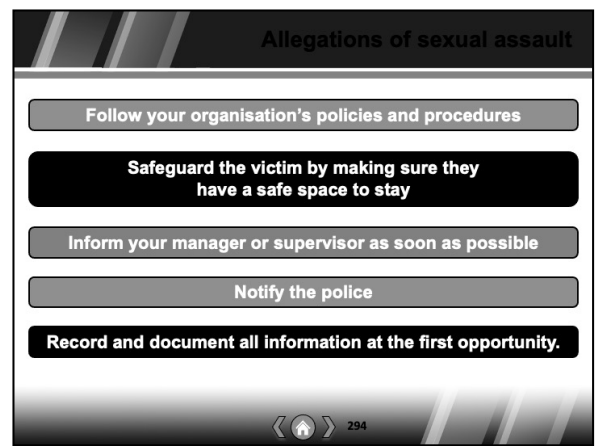 Allegations of sexual assault
Follow your organisation's policies and procedures
Safeguard the victim by making sure they
have a safe space to stay
Inform your manager or supervisor as soon as possible
Notify the police
Record and document all information at the first opportunity.
294